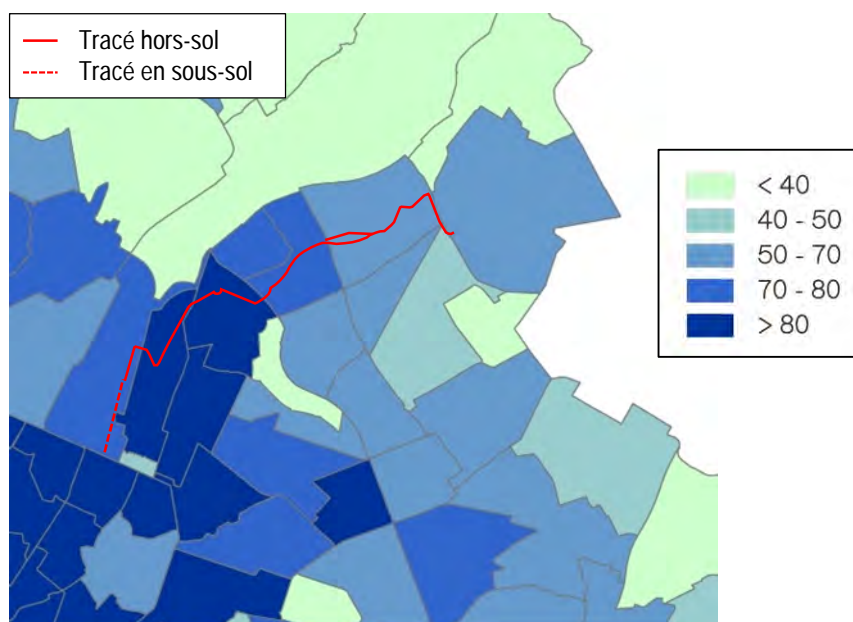 Tracé hors-sol
Tracé en sous-sol
< 40
40 - 50
50 - 70
70 - 80
> 80